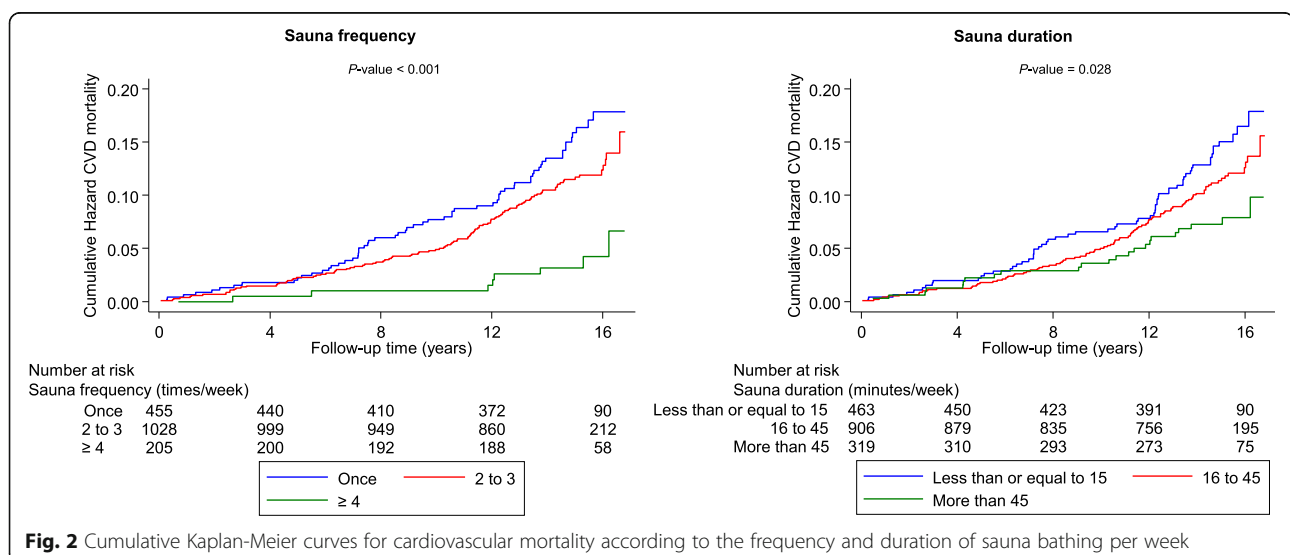 Sauna frequency
P-value < 0.001
Cumulative Hazard CVD mortality
0.20
0.15
0.10
0.05
0.00
0 4 8 12 16
Follow-up time (years)
Number at risk
Sauna frequency (times/week)
Once 455 440 410 372 90
2 to 3 1028 999 949 860 212
≥ 4 205 200 192 188 58
Once 2 to 3
≥ 4
Sauna duration
P-value = 0.028
Cumulative Hazard CVD mortality
0.20
0.15
0.10
0.05
0.00
0 4 8 12 16
Follow-up time (years)
Number at risk
Sauna duration (minutes/week)
Less than or equal to 15 463 450 423 391 90
16 to 45 906 879 835 756 195
More than 45 319 310 293 273 75
Less than or equal to 15 16 to 45
More than 45
Fig. 2 Cumulative Kaplan-Meier curves for cardiovascular mortality according to the frequency and duration of sauna bathing per week